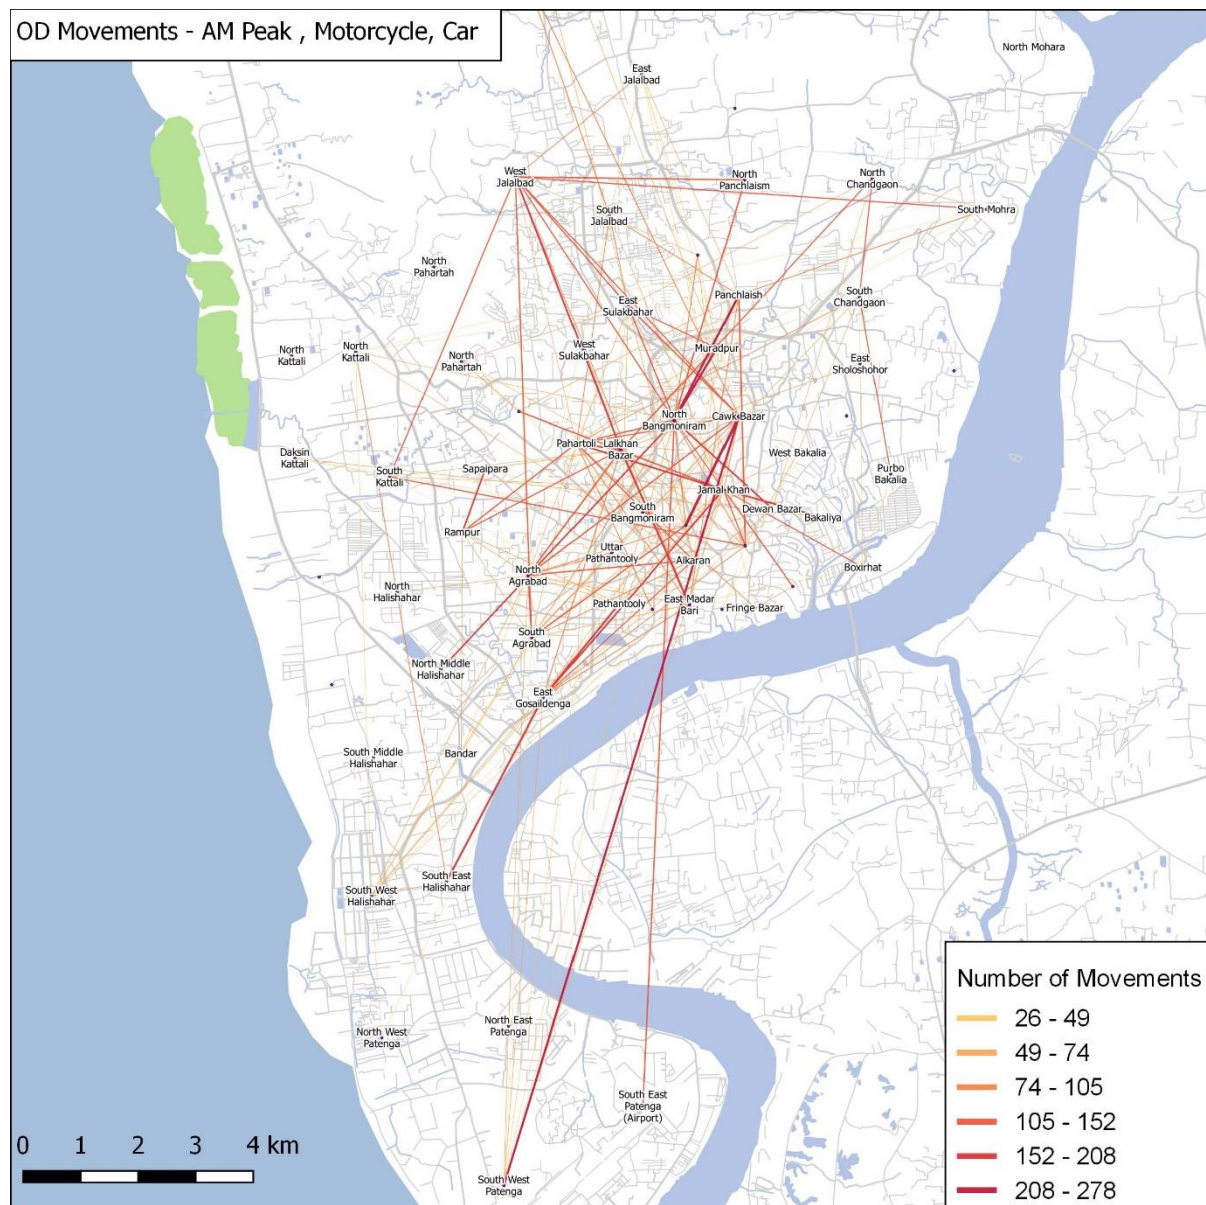 OD Movements - AM Peak , Motorcycle, Car
North Mohara
East
Jalalbad
West
Jalalbad
North
Panchlaism
North
Chandgaon
South
Jalalbad
South Mohra
North
Pahartah
Panchlaish
South
Chandgaon
East
Sulakbahar
North
Kattali
North
Kattali
North
Pahartah
West
Sulakbahar
Muradpur
East
Sholoshohor
North
Bangmoniram
Cawk Bazar
Pahartoli
Lalkhan
Bazar
West Bakalia
Daksin
Kattali
South
Kattali
Sapaipara
Purbo
Bakalia
Jamal Khan
Dewan Bazar
Bakaliya
South
Bangmoniram
Rampur
Uttar
Pathantooly
Alkaran
Boxirhat
North
Agrabad
North
Halishahar
Pathantooly
East Madar
Bari
Fringe Bazar
South
Agrabad
North Middle
Halishahar
East
Gosaildenga
South Middle
Halishahar
Bandar
South East
Halishahar
South West
Halishahar
North East
Patenga
North West
Patenga
South East
Patenga
(Airport)
South West
Patenga
0 1 2 3 4 km
Number of Movements
26 - 49
49 - 74
74 - 105
105 - 152
152 - 208
208 - 278